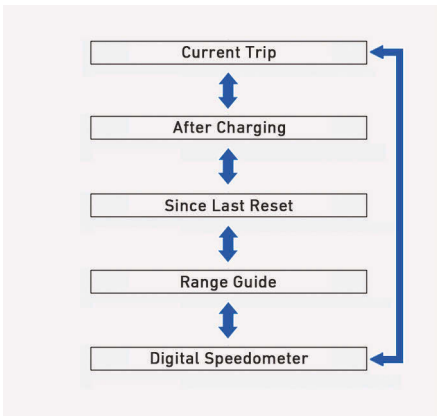 Current Trip
After Charging
Since Last Reset
Range Guide
Digital Speedometer